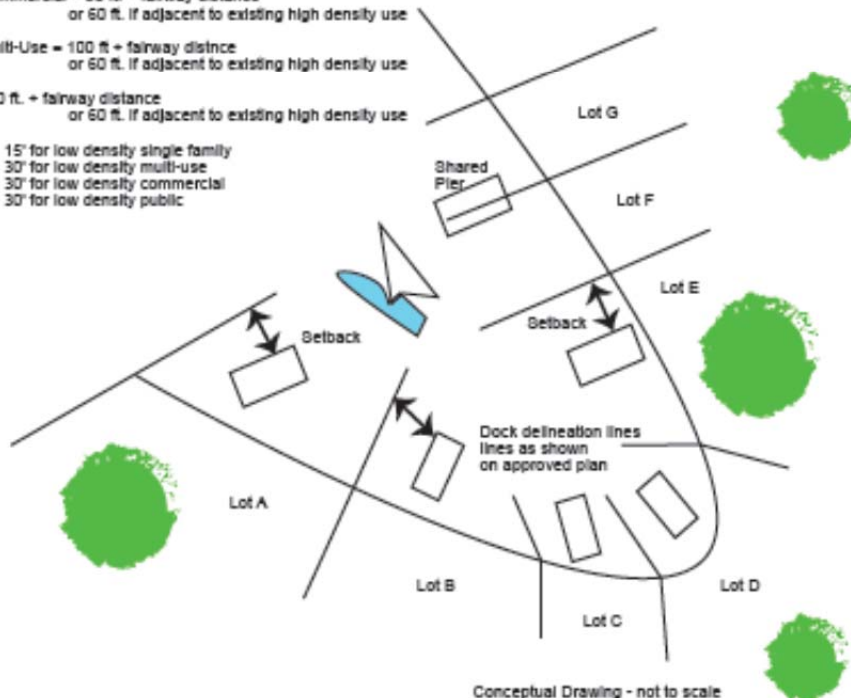 or 60 ft. if adjacent to existing high density use
lti-Use = 100 ft + fairway distnce
or 60 ft. if adjacent to existing high density use
0 ft. + fairway distance
or 60 ft. if adjacent to existing high density use
15' for low density single family
30' for low density multi-use
30' for low density commercial
30' for low density public
Lot G
Shared
Pier
Lot F
Lot E
Setback
Setback
Dock delineation lines
lines as shown
on approved plan
Lot A
Lot B
Lot D
Lot C
Conceptual Drawing - not to scale